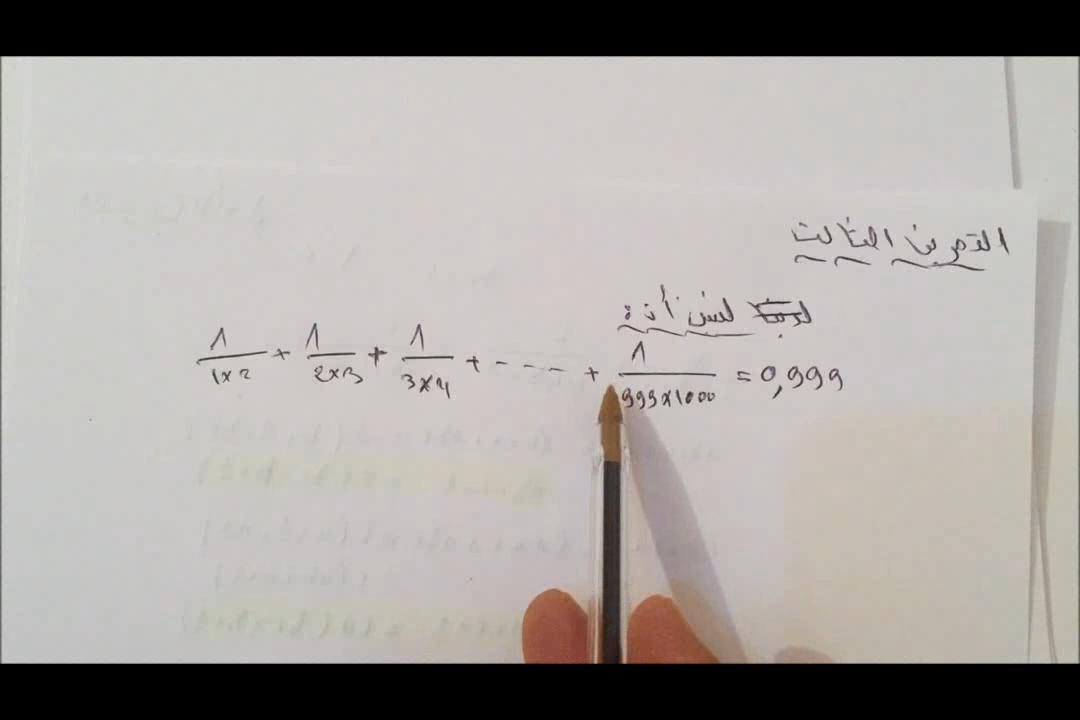 التمرين الثالث
لنبين أن:
1/(1×2) + 1/(2×3) + 1/(3×4) + ---- + 1/(999×1000) = 0,999